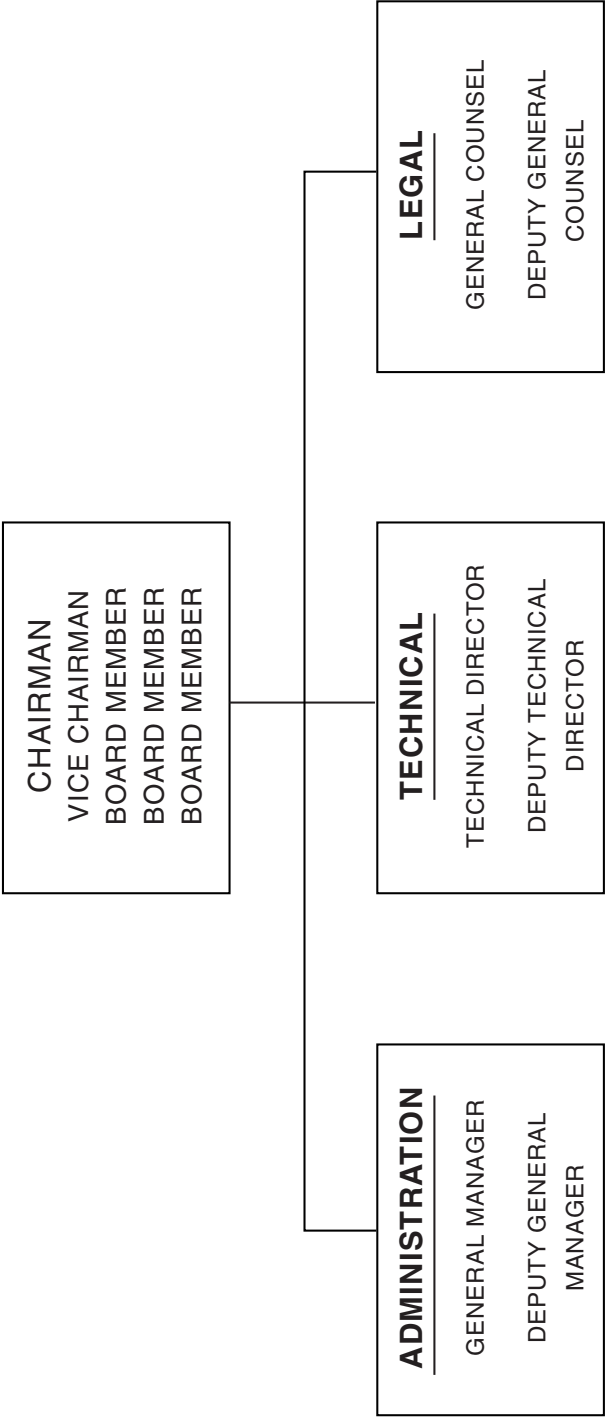 CHAIRMAN
VICE CHAIRMAN
BOARD MEMBER
BOARD MEMBER
BOARD MEMBER
ADMINISTRATION
GENERAL MANAGER
DEPUTY GENERAL
MANAGER
TECHNICAL
TECHNICAL DIRECTOR
DEPUTY TECHNICAL
DIRECTOR
LEGAL
GENERAL COUNSEL
DEPUTY GENERAL
COUNSEL